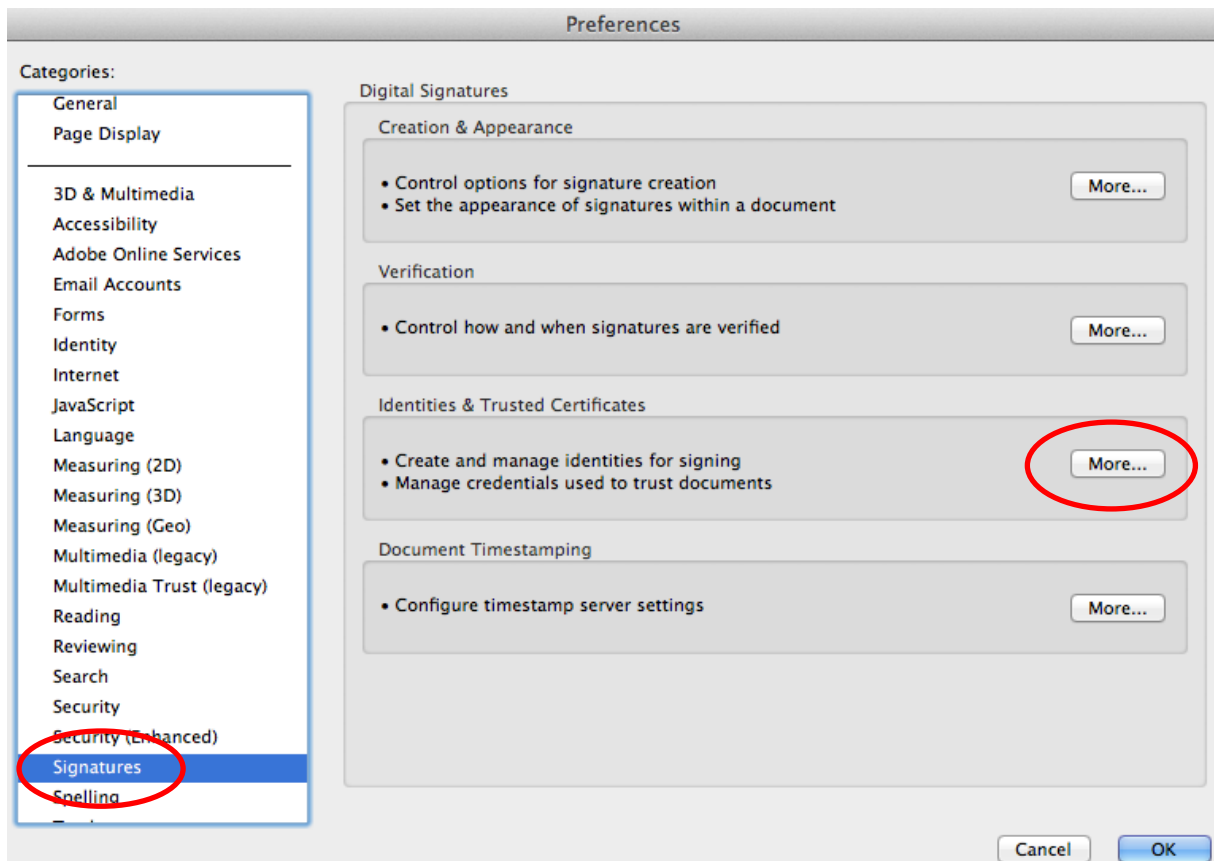 Preferences
Categories:
General
Page Display
3D & Multimedia
Accessibility
Adobe Online Services
Email Accounts
Forms
Identity
Internet
JavaScript
Language
Measuring (2D)
Measuring (3D)
Measuring (Geo)
Multimedia (legacy)
Multimedia Trust (legacy)
Reading
Reviewing
Search
Security
Security (Enhanced)
Signatures
Spelling
Digital Signatures
Creation & Appearance
• Control options for signature creation
• Set the appearance of signatures within a document
More...
Verification
• Control how and when signatures are verified
More...
Identities & Trusted Certificates
• Create and manage identities for signing
• Manage credentials used to trust documents
More...
Document Timestamping
• Configure timestamp server settings
More...
Cancel
OK